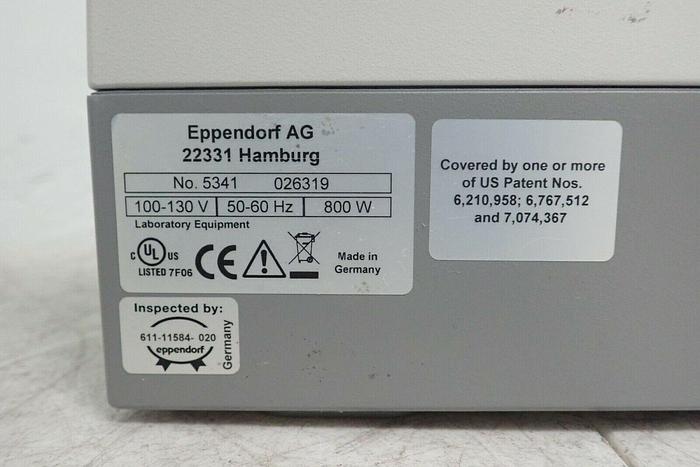 Eppendorf AG
22331 Hamburg
No. 5341 026319
100-130 V 50-60 Hz 800 W
Laboratory Equipment
C UL US
LISTED 7F06
CE
Made in
Germany
Covered by one or more
of US Patent Nos.
6,210,958; 6,767,512
and 7,074,367
Inspected by:
611-11584- 020
eppendorf
Germany